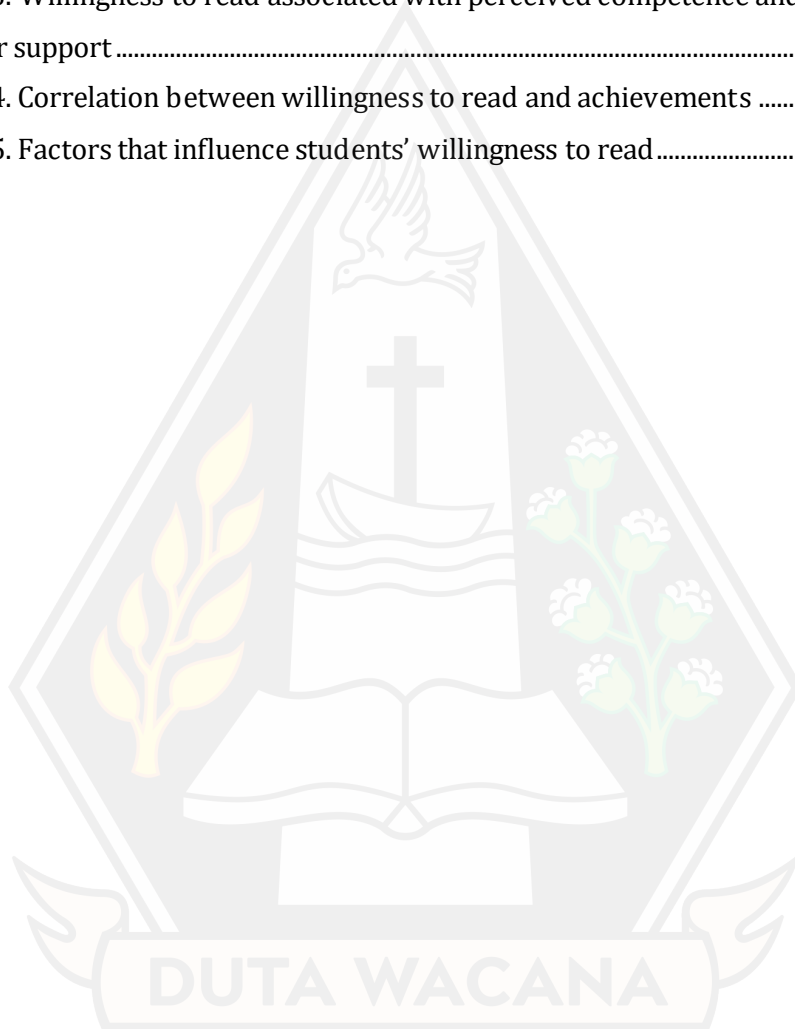 Willingness to read associated with perceived competence and
support ........................................................................................................................
4. Correlation between willingness to read and achievements ......
5. Factors that influence students’ willingness to read .......................
DUTA WACANA